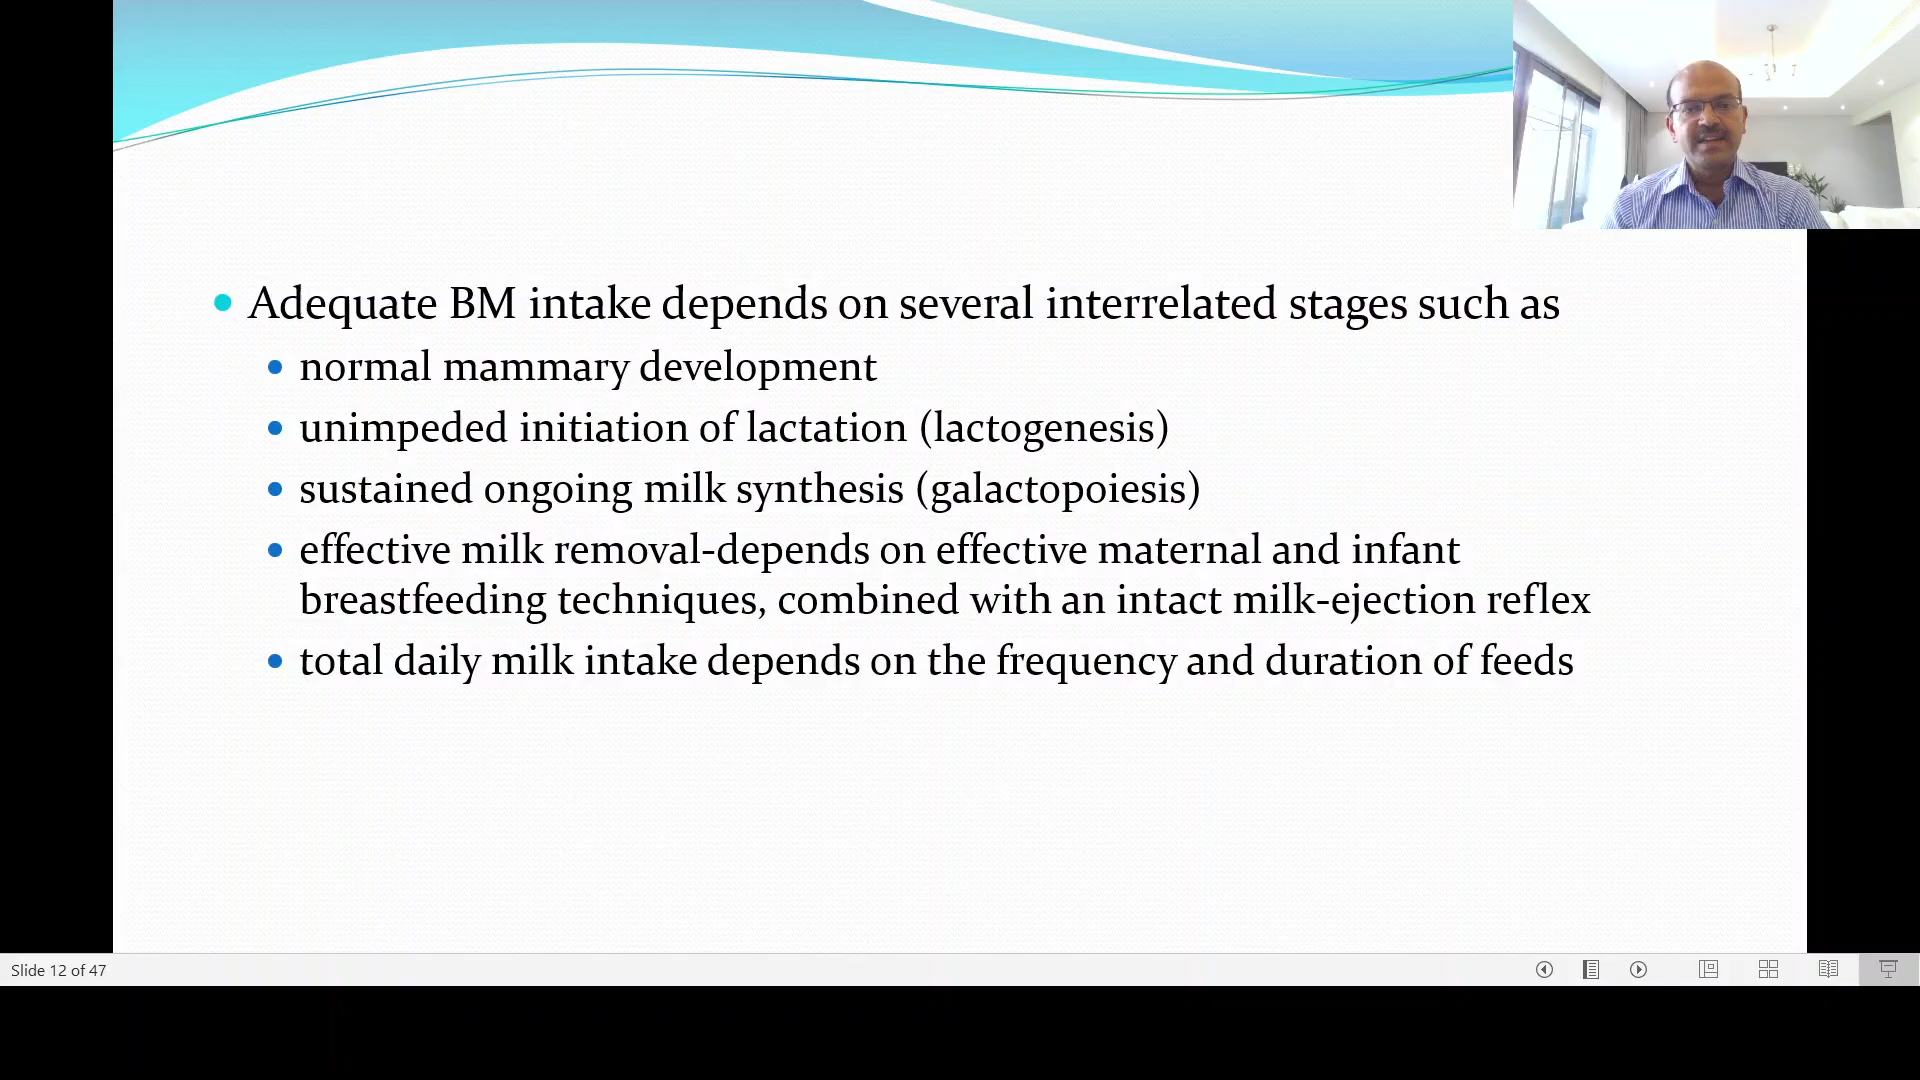 Adequate BM intake depends on several interrelated stages such as
normal mammary development
unimpeded initiation of lactation (lactogenesis)
sustained ongoing milk synthesis (galactopoiesis)
effective milk removal-depends on effective maternal and infant
breastfeeding techniques, combined with an intact milk-ejection reflex
total daily milk intake depends on the frequency and duration of feeds
Slide 12 of 47